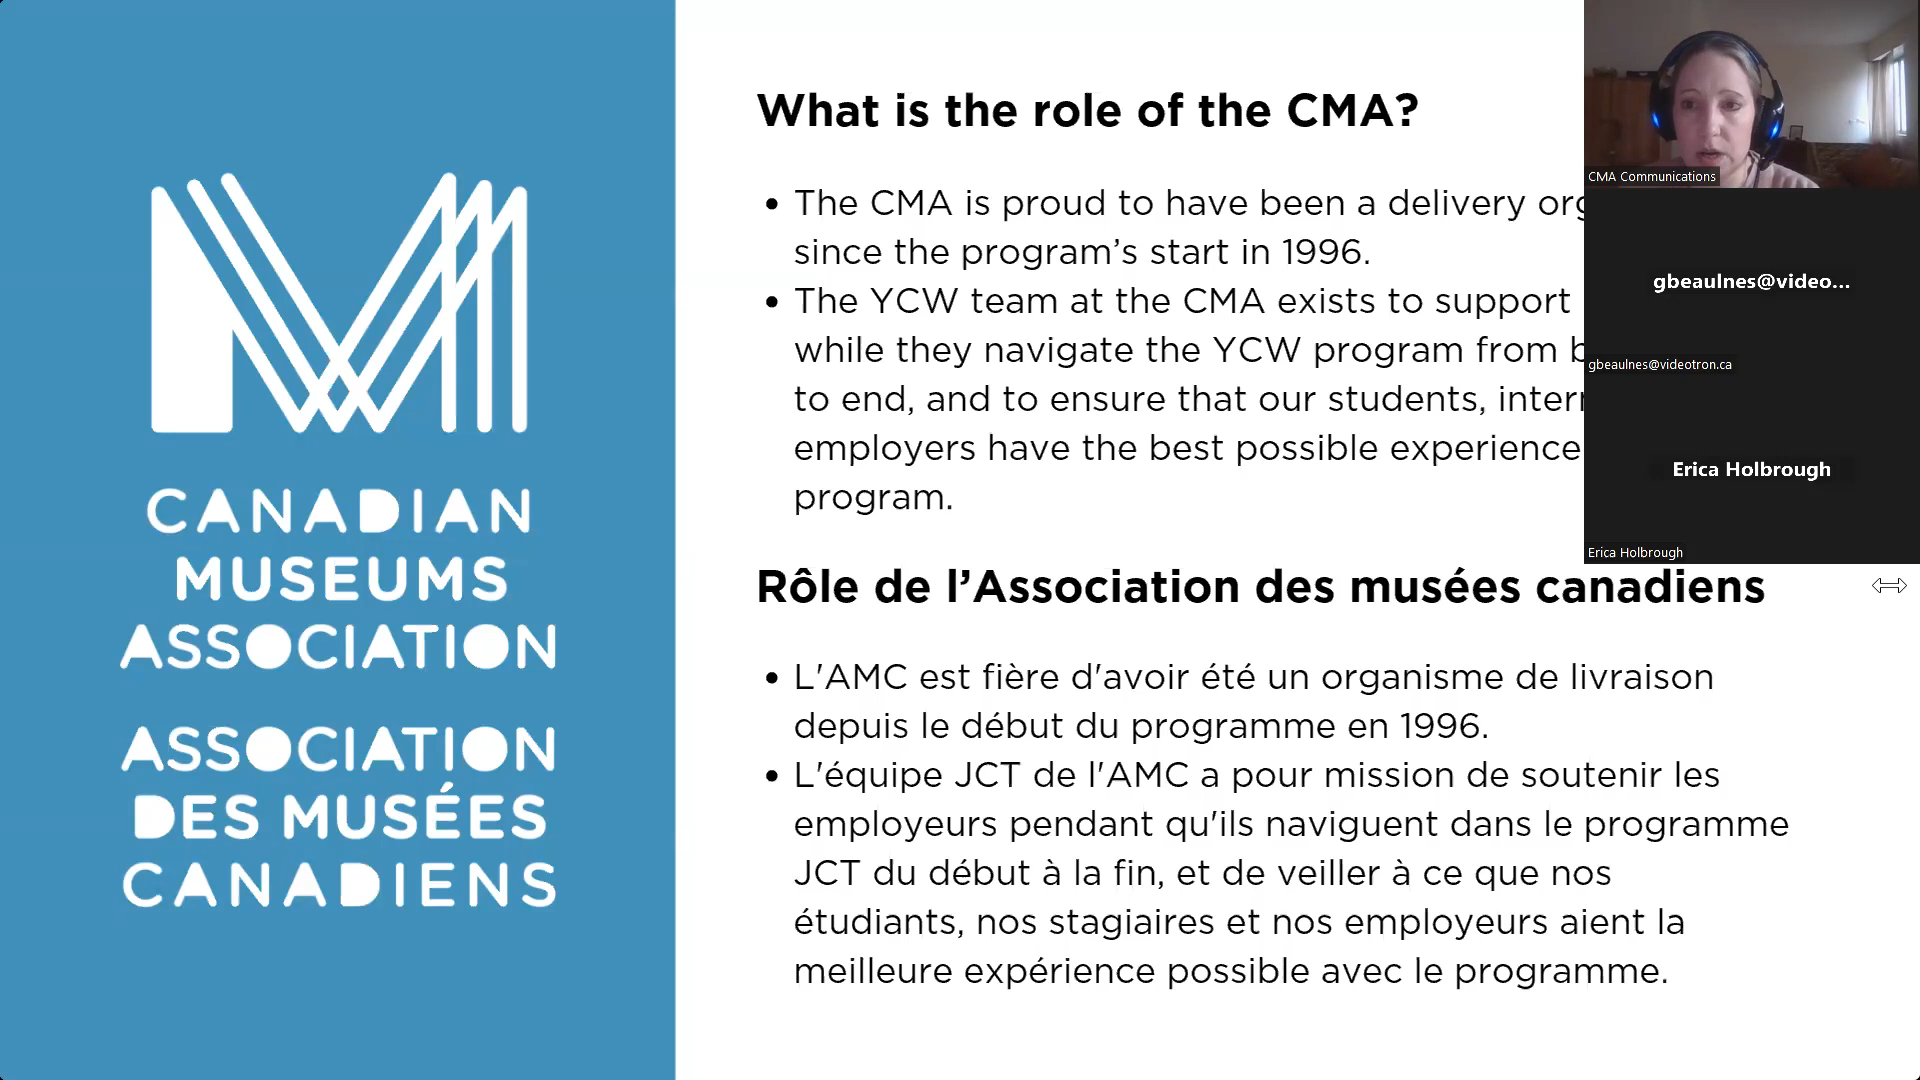 CANADIAN
MUSEUMS
ASSOCIATION
ASSOCIATION
DES MUSÉES
CANADIENS
What is the role of the CMA?
• The CMA is proud to have been a delivery
since the program’s start in 1996.
• The YCW team at the CMA exists to support
while they navigate the YCW program from
to end, and to ensure that our students,
employers have the best possible experience
program.
Rôle de l’Association des musées canadiens
• L'AMC est fière d'avoir été un organisme de livraison
depuis le début du programme en 1996.
• L'équipe JCT de l'AMC a pour mission de soutenir les
employeurs pendant qu'ils naviguent dans le programme
JCT du début à la fin, et de veiller à ce que nos
étudiants, nos stagiaires et nos employeurs aient la
meilleure expérience possible avec le programme.
CMA Communications
gbeaulnes@video...
gbeaulnes@videotron.ca
Erica Holbrough
Erica Holbrough